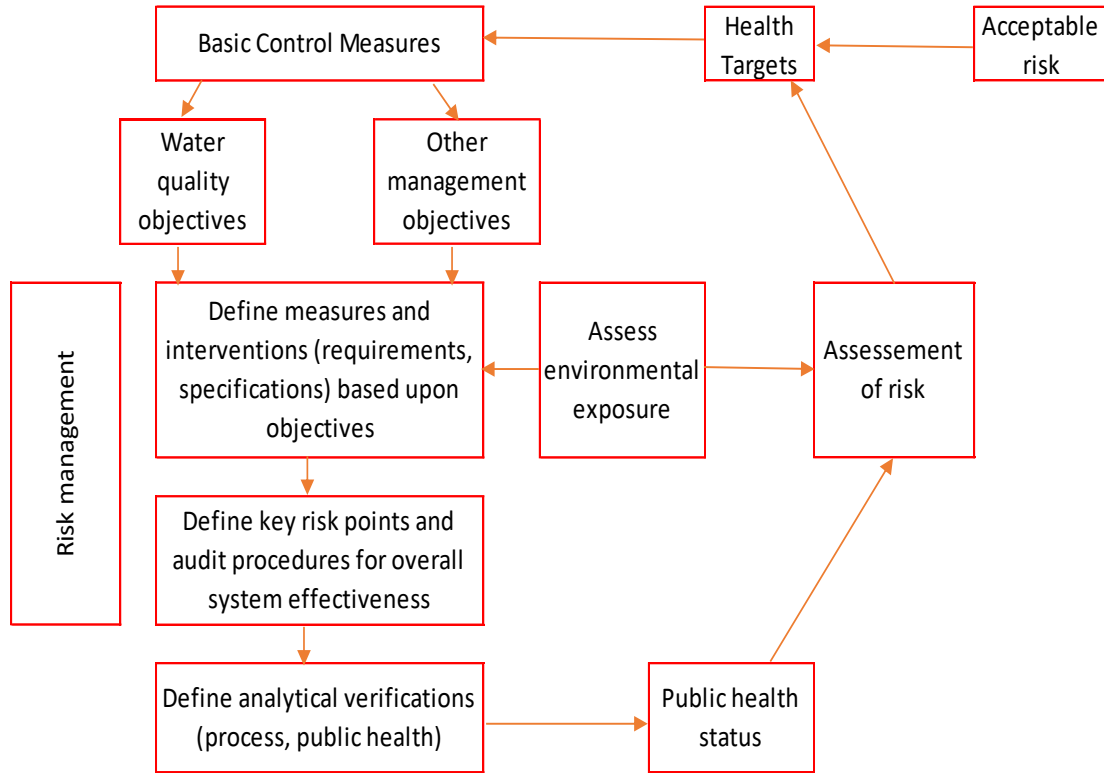 Basic Control Measures
Health
Targets
Acceptable
risk
Water
quality
objectives
Other
management
objectives
Risk management
Define measures and
interventions (requirements,
specifications) based upon
objectives
Assess
environmental
exposure
Assessement
of risk
Define key risk points and
audit procedures for overall
system effectiveness
Define analytical verifications
(process, public health)
Public health
status